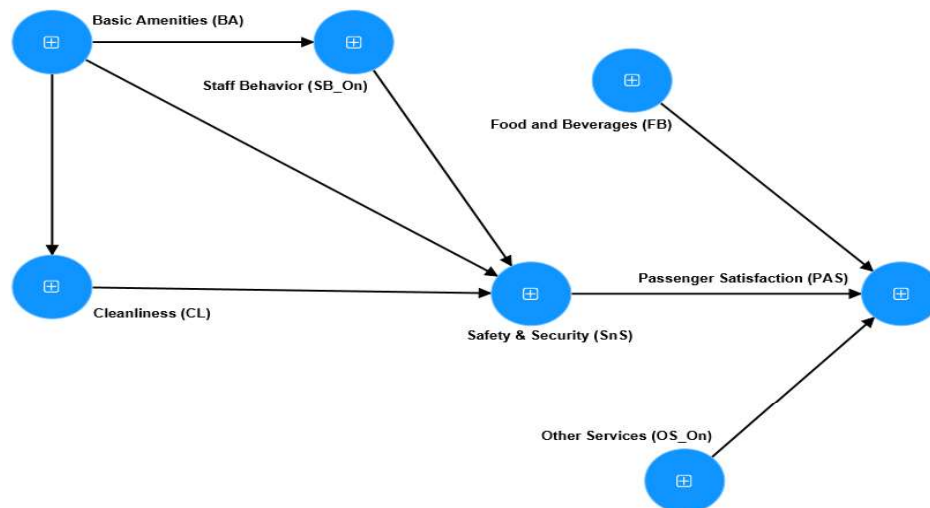 Basic Amenities (BA)
Staff Behavior (SB_On)
Food and Beverages (FB)
Passenger Satisfaction (PAS)
Cleanliness (CL)
Safety & Security (SnS)
Other Services (OS_On)